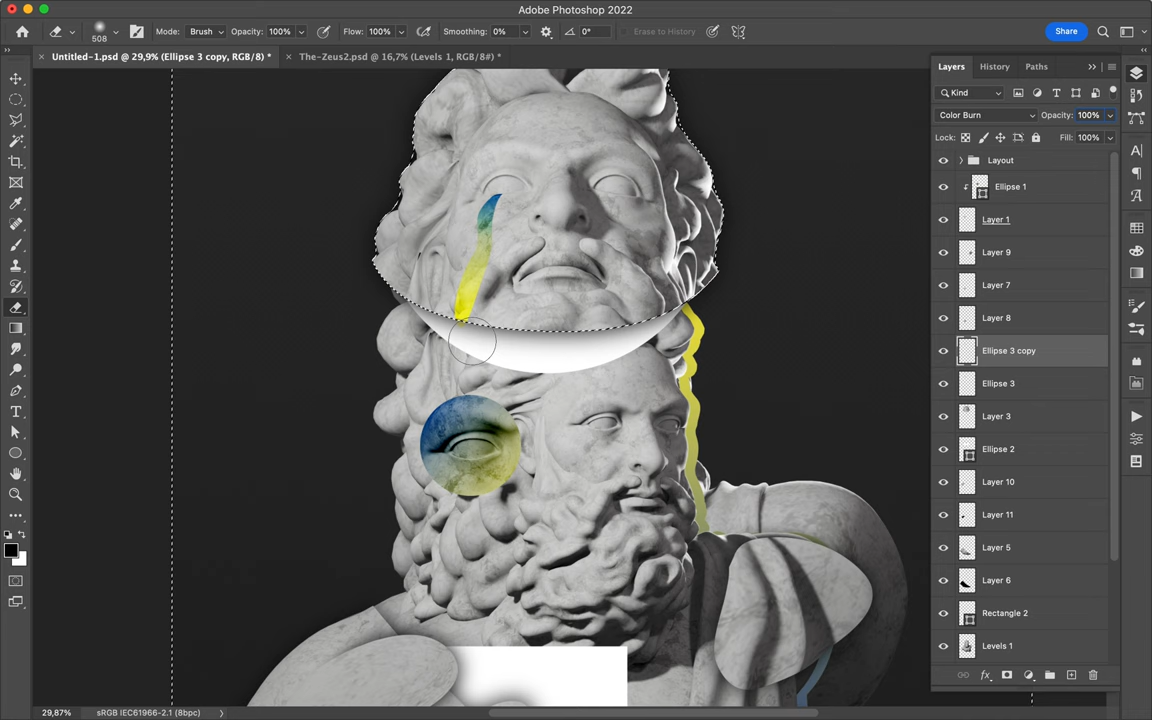 Adobe Photoshop 2022
508
Mode: Brush Opacity: 100% Flow: 100% Smoothing: 0% 0° Erase to History Share
Untitled-1.psd @ 29,9% (Ellipse 3 copy, RGB/8) * The-Zeus2.psd @ 16,7% (Levels 1, RGB/8#) *
Layers History Paths
Kind
Color Burn Opacity: 100%
Lock: Fill: 100%
Layout
Ellipse 1
Layer 1
Layer 9
Layer 7
Layer 8
Ellipse 3 copy
Ellipse 3
Layer 3
Ellipse 2
Layer 10
Layer 11
Layer 5
Layer 6
Rectangle 2
Levels 1
29,87% sRGB IEC61966-2.1 (8bpc)